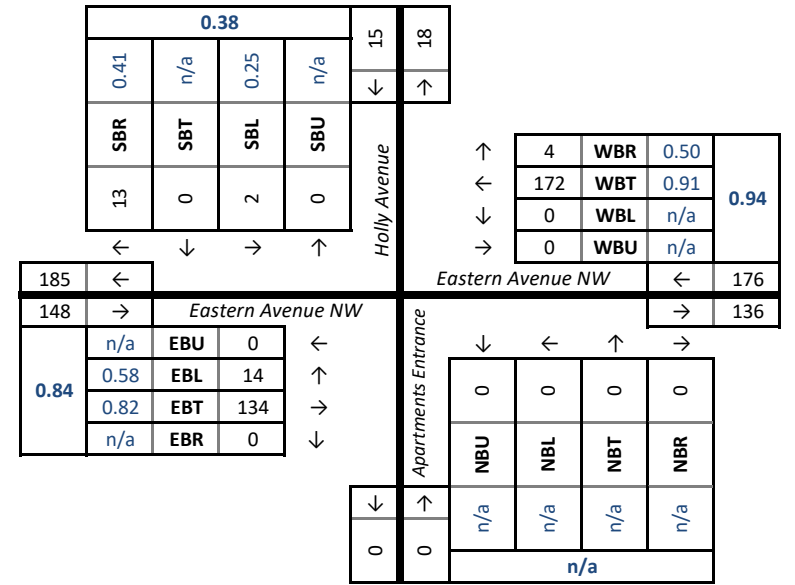 0.38
15
18
0.41 n/a 0.25 n/a
↓ ↑
SBR SBT SBL SBU
13 0 2 0
← ↓ → ↑
Holly Avenue
↑ 4 WBR 0.50
← 172 WBT 0.91
↓ 0 WBL n/a
→ 0 WBU n/a
0.94
185 ←
Eastern Avenue NW
← 176
148 →
Eastern Avenue NW
→ 136
0.84
n/a EBU 0 ←
0.58 EBL 14 ↑
0.82 EBT 134 →
n/a EBR 0 ↓
Apartments Entrance
↓ ← ↑ →
0 0 0 0
NBU NBL NBT NBR
n/a n/a n/a n/a
n/a
↓ ↑
0 0